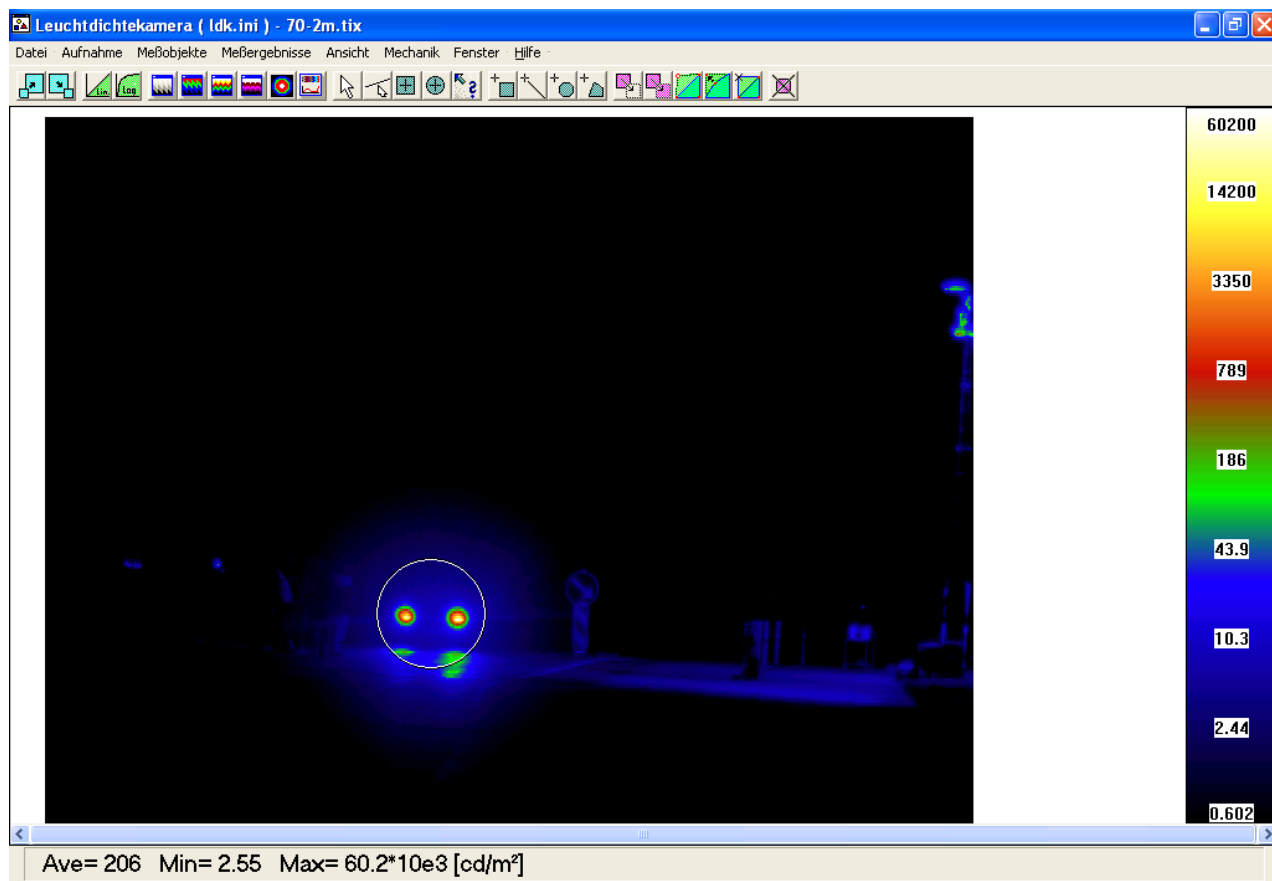 Leuchtdichtekamera ( ldk.ini ) - 70-2m.tix
Datei Aufnahme Meßobjekte Meßergebnisse Ansicht Mechanik Fenster Hilfe
Lin Log
60200
14200
3350
789
186
43.9
10.3
2.44
0.602
Ave= 206 Min= 2.55 Max= 60.2*10e3 [cd/m²]